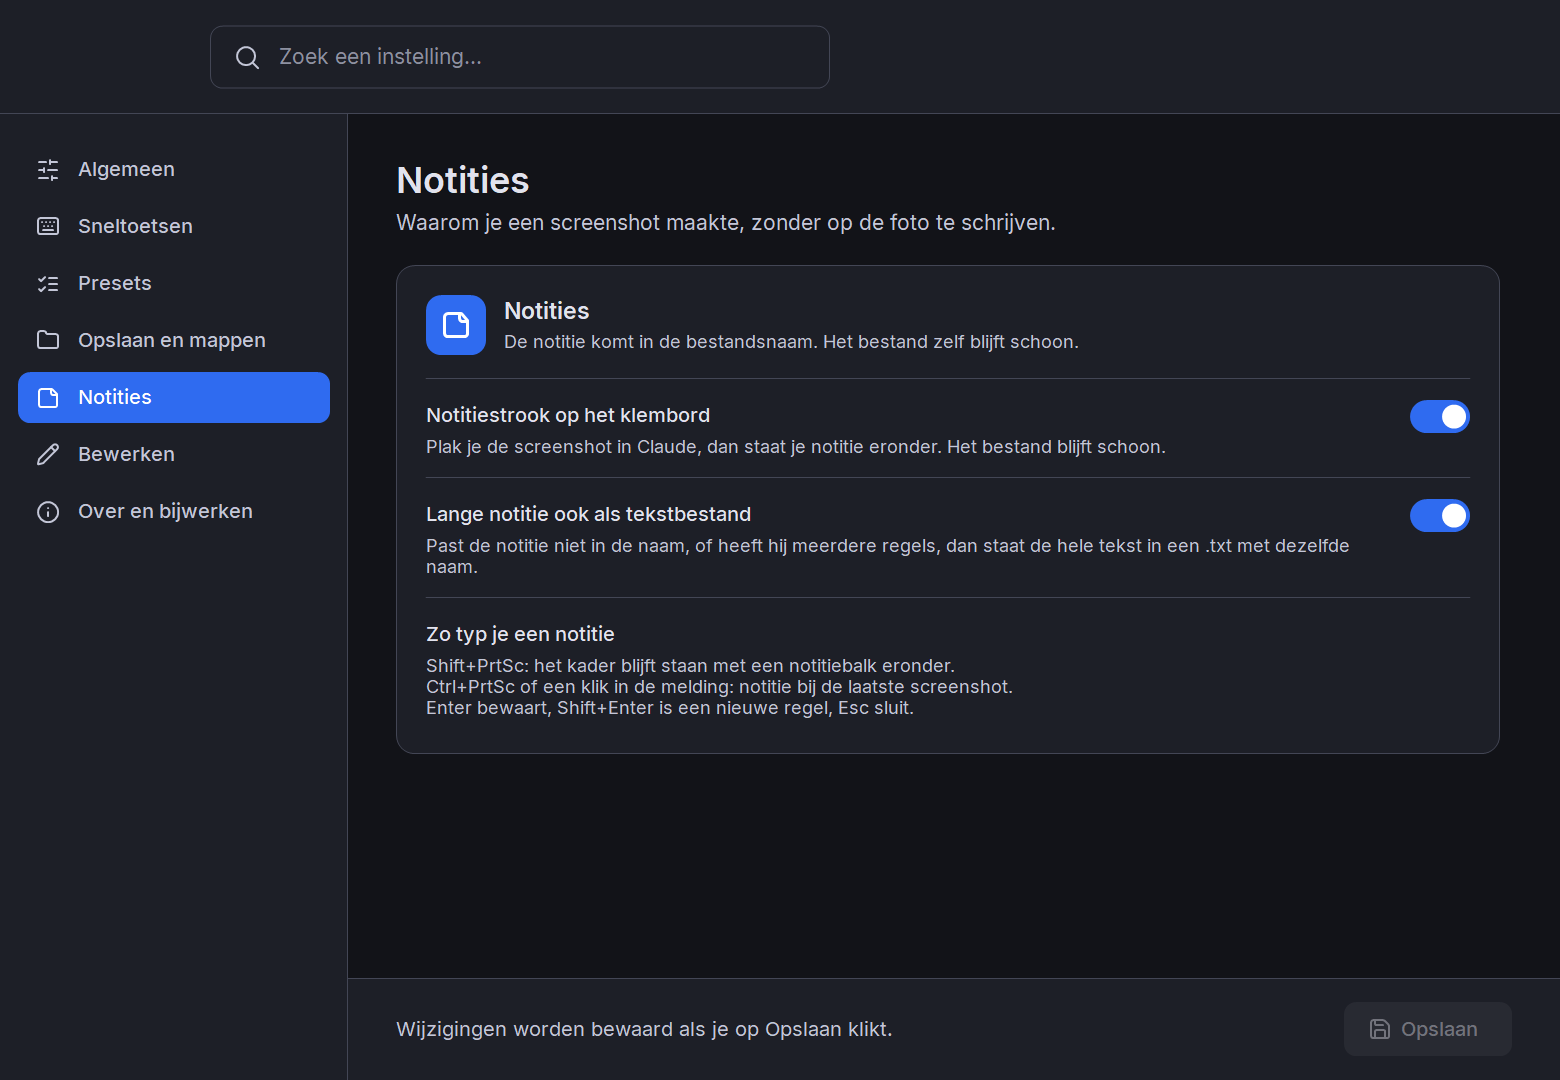 Zoek een instelling...
Algemeen
Sneltoetsen
Presets
Opslaan en mappen
Notities
Bewerken
Over en bijwerken
Notities
Waarom je een screenshot maakte, zonder op de foto te schrijven.
Notities
De notitie komt in de bestandsnaam. Het bestand zelf blijft schoon.
Notitiestrook op het klembord
Plak je de screenshot in Claude, dan staat je notitie eronder. Het bestand blijft schoon.
Lange notitie ook als tekstbestand
Past de notitie niet in de naam, of heeft hij meerdere regels, dan staat de hele tekst in een .txt met dezelfde
naam.
Zo typ je een notitie
Shift+PrtSc: het kader blijft staan met een notitiebalk eronder.
Ctrl+PrtSc of een klik in de melding: notitie bij de laatste screenshot.
Enter bewaart, Shift+Enter is een nieuwe regel, Esc sluit.
Wijzigingen worden bewaard als je op Opslaan klikt.
Opslaan